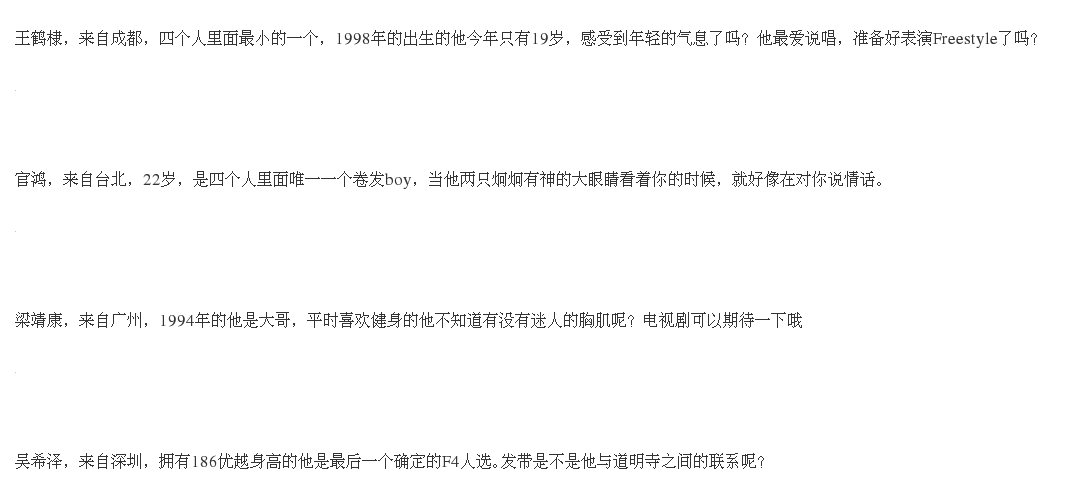 王鹤棣，来自成都，四个人里面最小的一个，1998年的出生的他今年只有19岁，感受到年轻的气息了吗？他最爱说唱，准备好表演Freestyle了吗？
官鸿，来自台北，22岁，是四个人里面唯一一个卷发boy，当他两只炯炯有神的大眼睛看着你的时候，就好像在对你说情话。
梁靖康，来自广州，1994年的他是大哥，平时喜欢健身的他不知道有没有迷人的胸肌呢？电视剧可以期待一下哦
吴希泽，来自深圳，拥有186优越身高的他是最后一个确定的F4人选。发带是不是他与道明寺之间的联系呢？